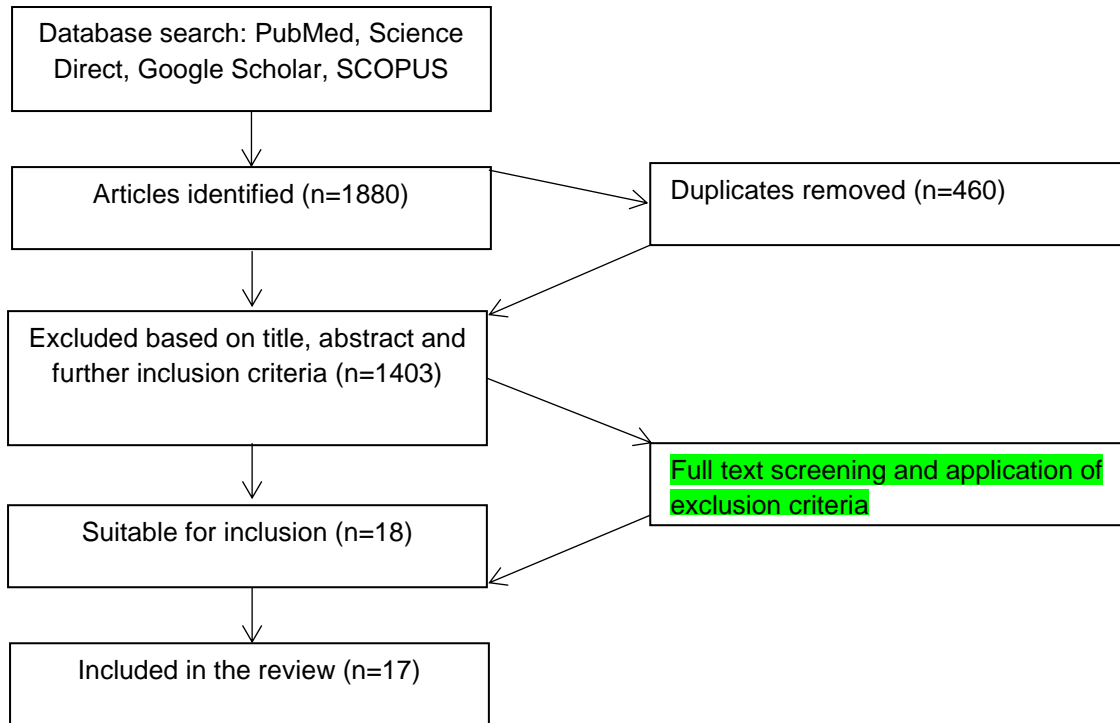 Database search: PubMed, Science
Direct, Google Scholar, SCOPUS
Articles identified (n=1880)
Duplicates removed (n=460)
Excluded based on title, abstract and
further inclusion criteria (n=1403)
Full text screening and application of
exclusion criteria
Suitable for inclusion (n=18)
Included in the review (n=17)